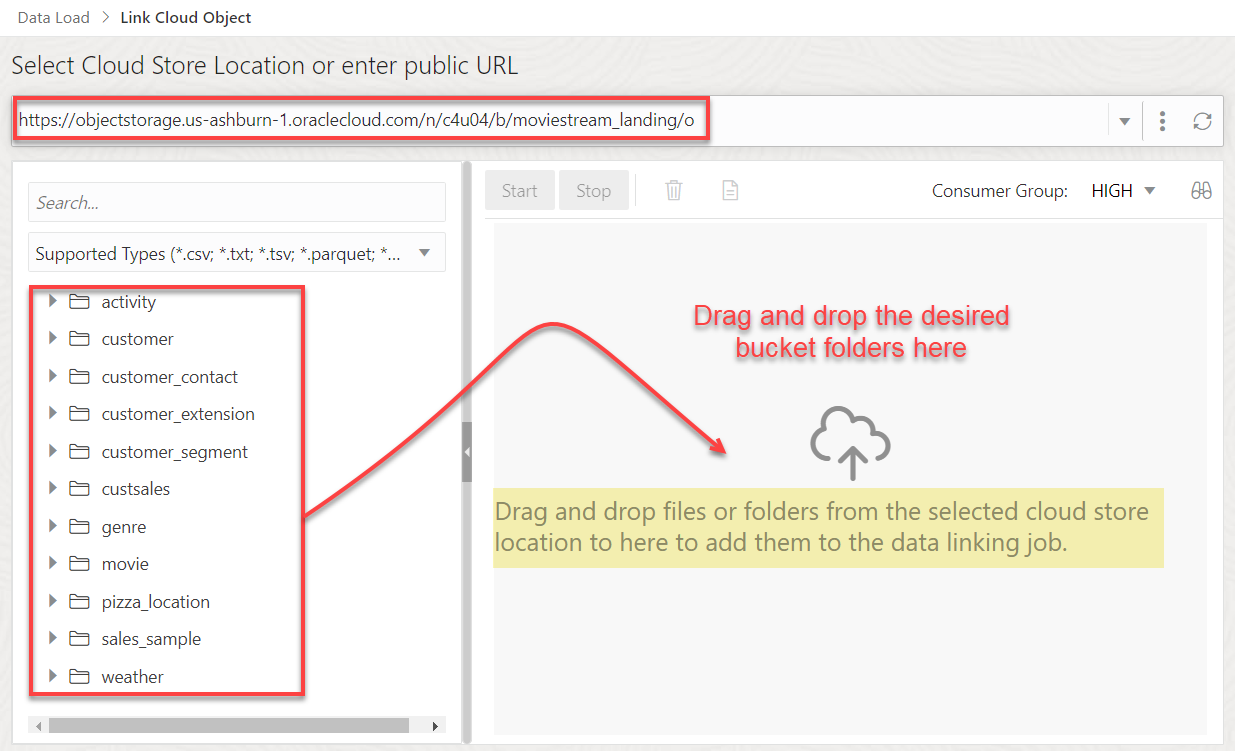 Data Load > Link Cloud Object
Select Cloud Store Location or enter public URL
https://objectstorage.us-ashburn-1.oraclecloud.com/n/c4u04/b/moviestream_landing/o
Search...
Supported Types (*.csv; *.txt; *.tsv; *.parquet; *...
activity
customer
customer_contact
customer_extension
customer_segment
custsales
genre
movie
pizza_location
sales_sample
weather
Start Stop Consumer Group: HIGH
Drag and drop the desired
bucket folders here
Drag and drop files or folders from the selected cloud store
location to here to add them to the data linking job.